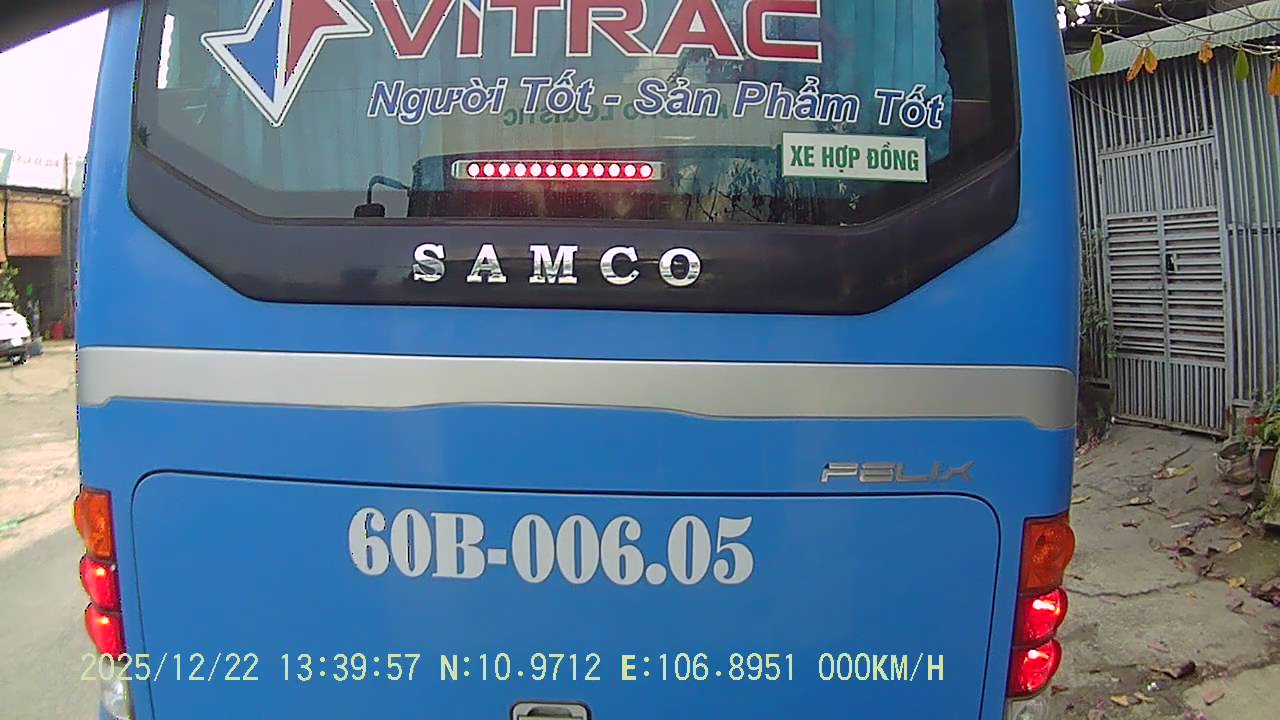 ViTRAC
Người Tốt - Sản Phẩm Tốt
XE HỢP ĐỒNG
SAMCO
FELIX
60B-006.05
2025/12/22 13:39:57 N:10.9712 E:106.8951 000KM/H